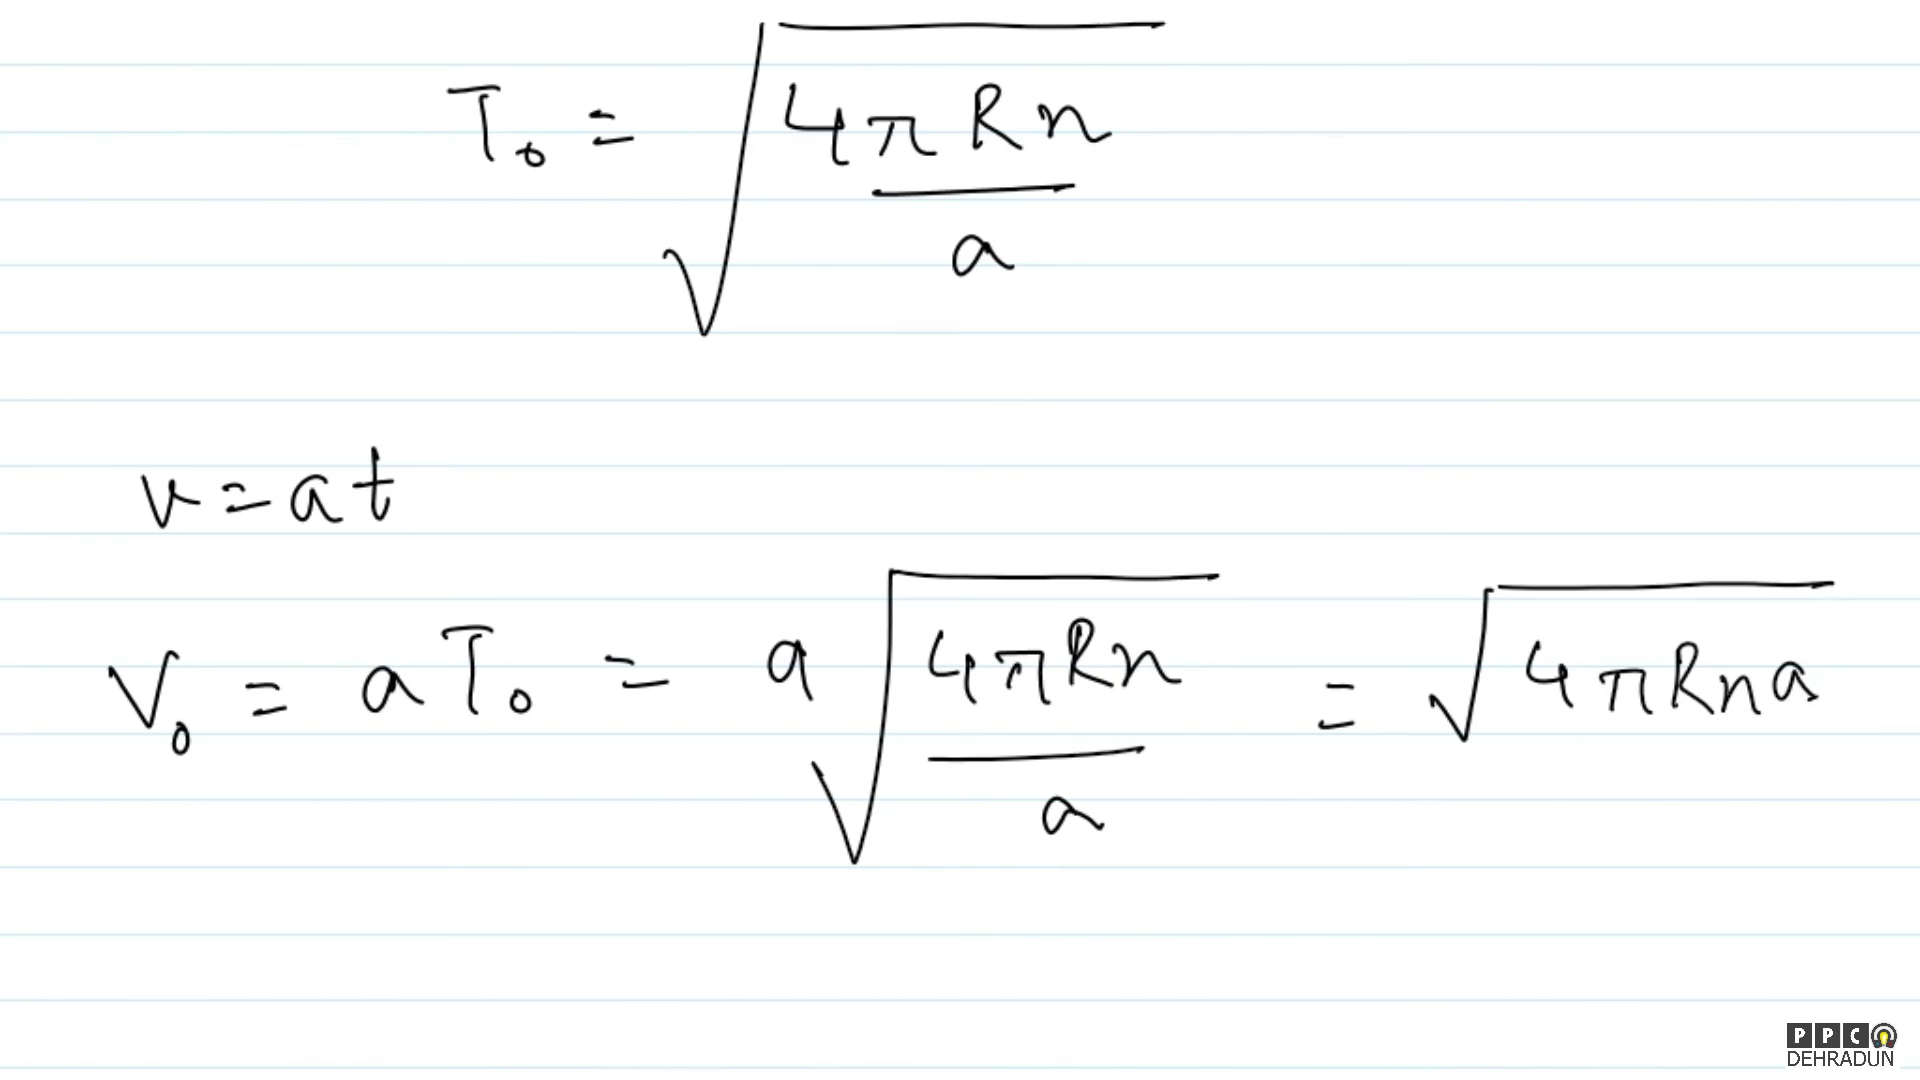 T₀ = √(4πRn/a)
v = at
V₀ = aT₀ = a√(4πRn/a) = √(4πRna)
PPC
DEHRADUN